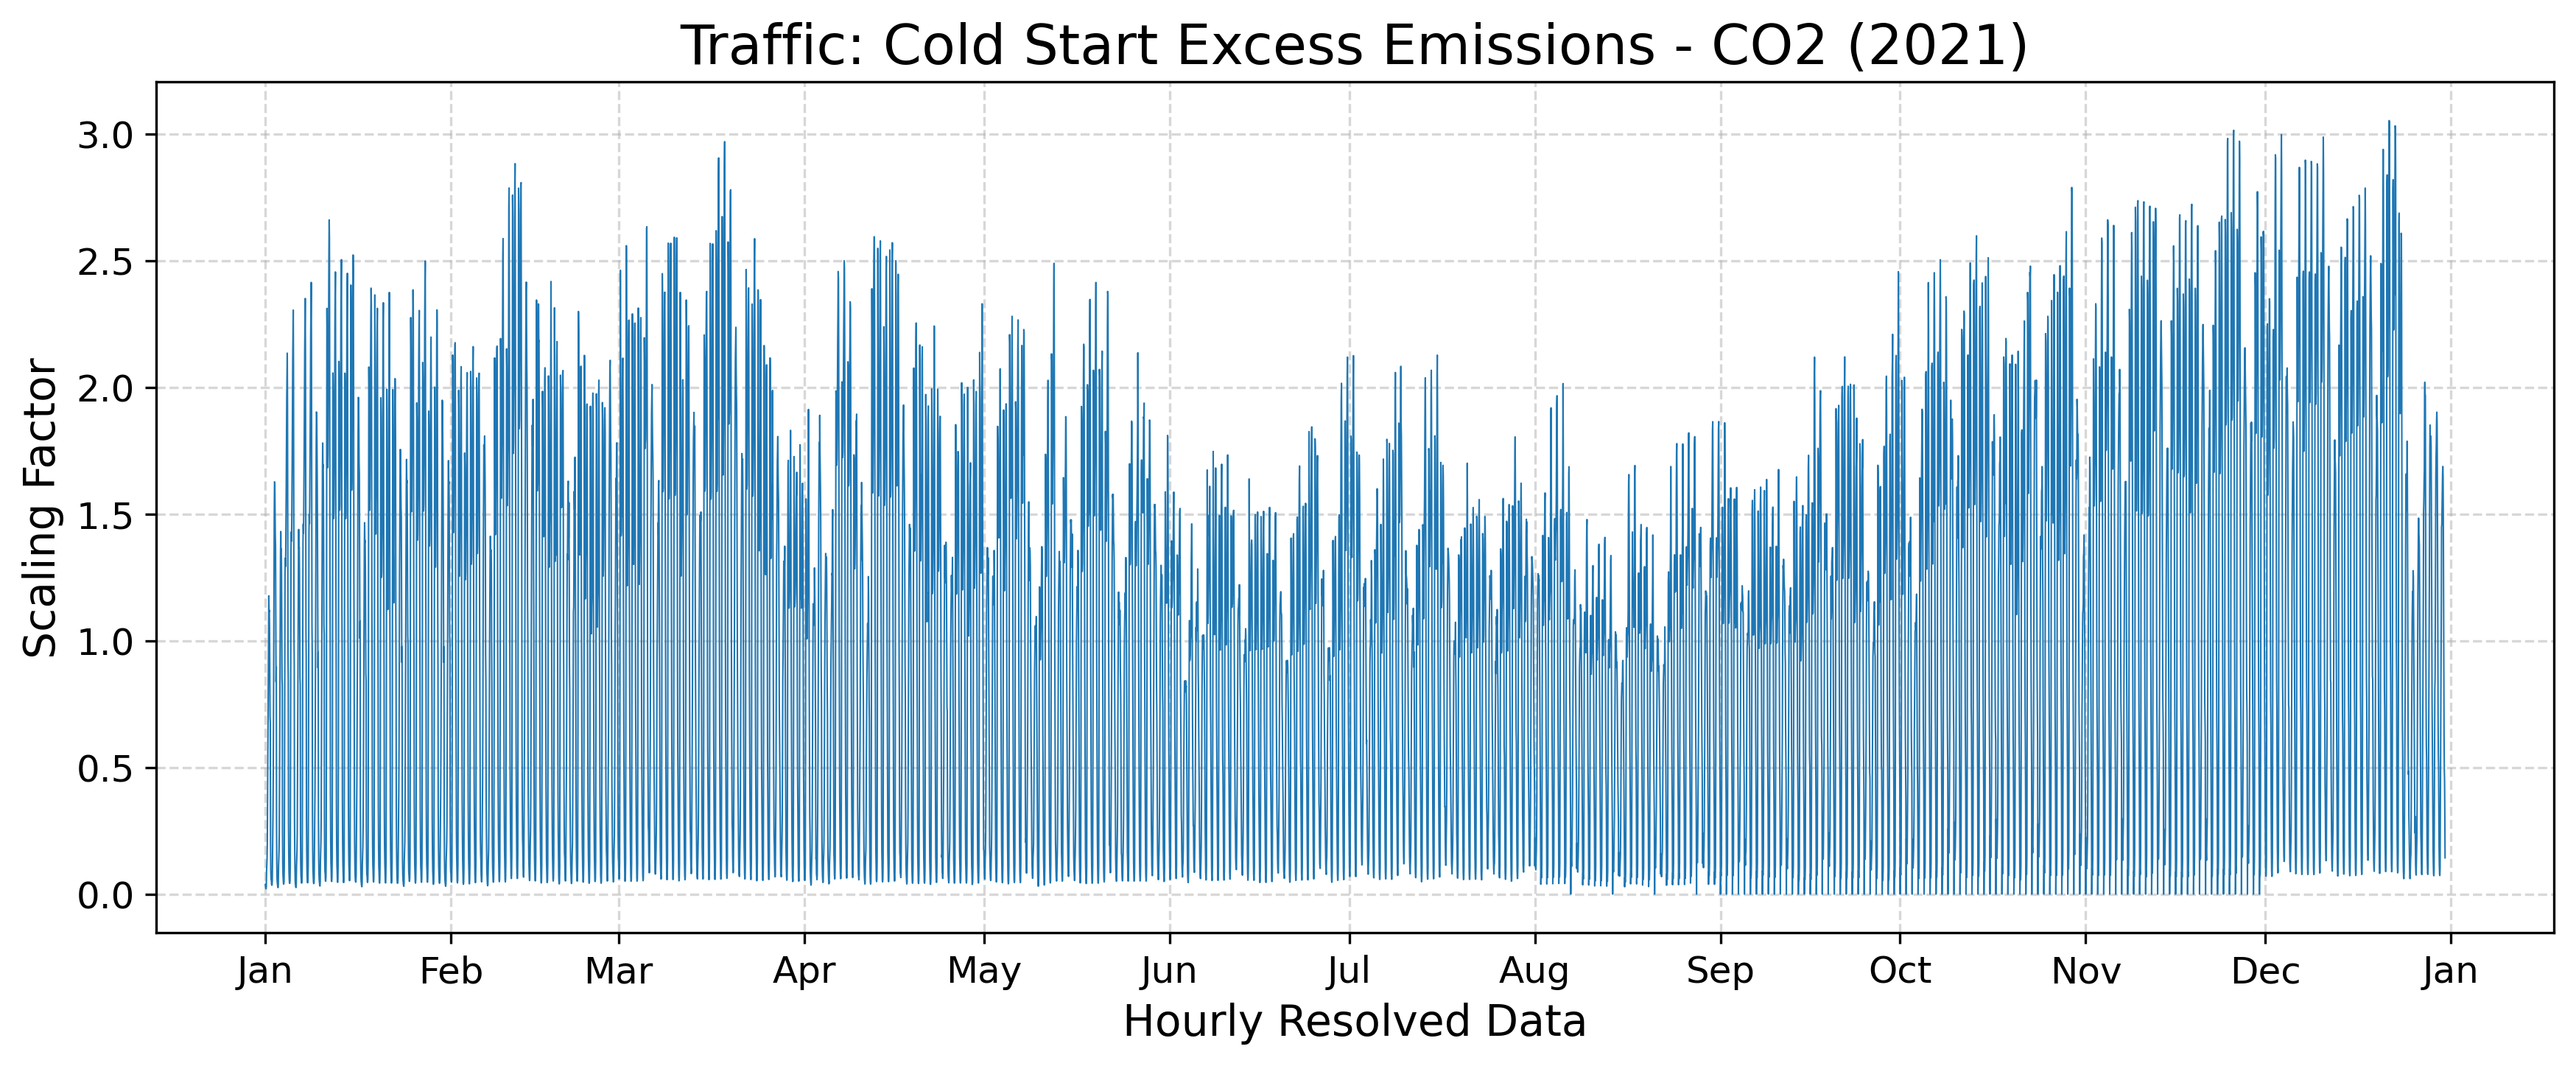 Traffic: Cold Start Excess Emissions - CO2 (2021)
Scaling Factor
3.0
2.5
2.0
1.5
1.0
0.5
0.0
Jan Feb Mar Apr May Jun Jul Aug Sep Oct Nov Dec Jan
Hourly Resolved Data